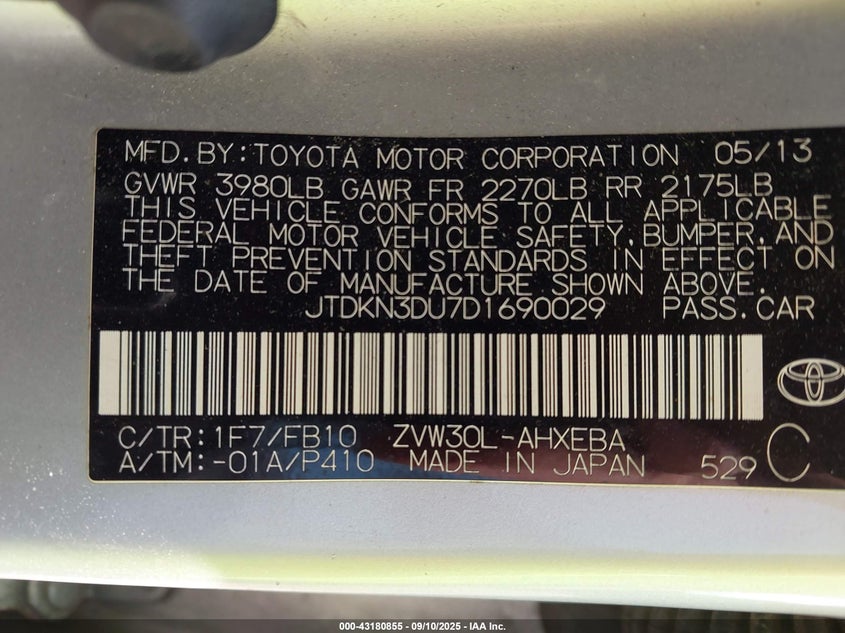 MFD.BY:TOYOTA MOTOR CORPORATION 05/13
GVWR 3980LB GAWR FR 2270LB RR 2175LB
THIS VEHICLE CONFORMS TO ALL APPLICABLE
FEDERAL MOTOR VEHICLE SAFETY,BUMPER,AND
THEFT PREVENTION STANDARDS IN EFFECT ON
THE DATE OF MANUFACTURE SHOWN ABOVE.
JTDKN3DU7D1690029 PASS.CAR
C/TR:1F7/FB10 ZVW30L-AHXEBA C
A/TM:-01A/P410 MADE IN JAPAN 529
000-43180855 - 09/10/2025 - IAA Inc.